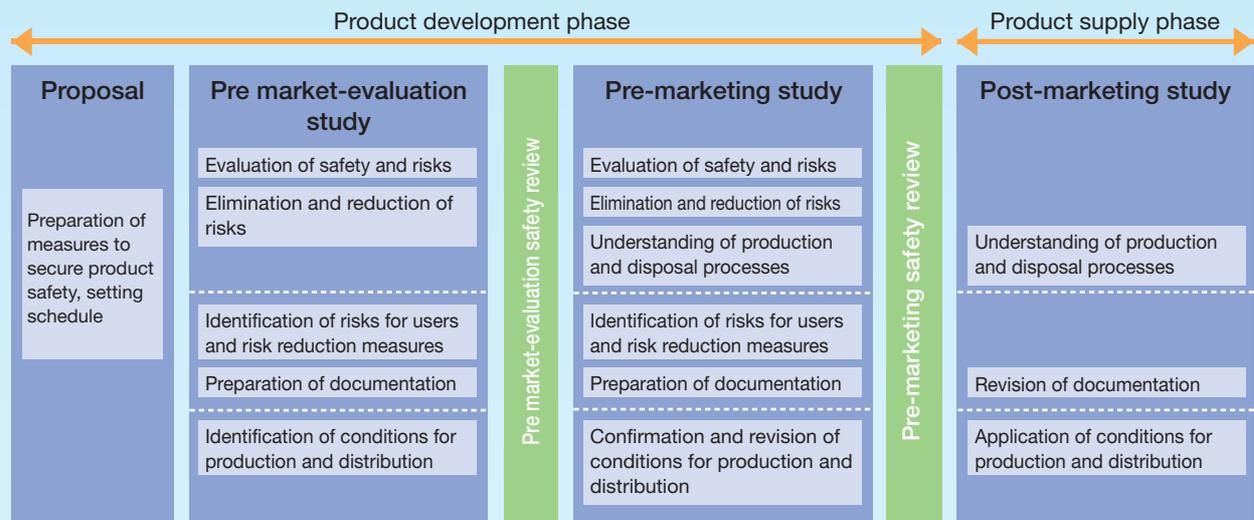 Product development phase
Product supply phase
Proposal
Preparation of
measures to
secure product
safety, setting
schedule
Pre market-evaluation
study
Evaluation of safety and risks
Elimination and reduction of
risks
Identification of risks for users
and risk reduction measures
Preparation of documentation
Identification of conditions for
production and distribution
Pre market-evaluation safety review
Pre-marketing study
Evaluation of safety and risks
Elimination and reduction of risks
Understanding of production
and disposal processes
Identification of risks for users
and risk reduction measures
Preparation of documentation
Confirmation and revision of
conditions for production and
distribution
Pre-marketing safety review
Post-marketing study
Understanding of production
and disposal processes
Revision of documentation
Application of conditions for
production and distribution